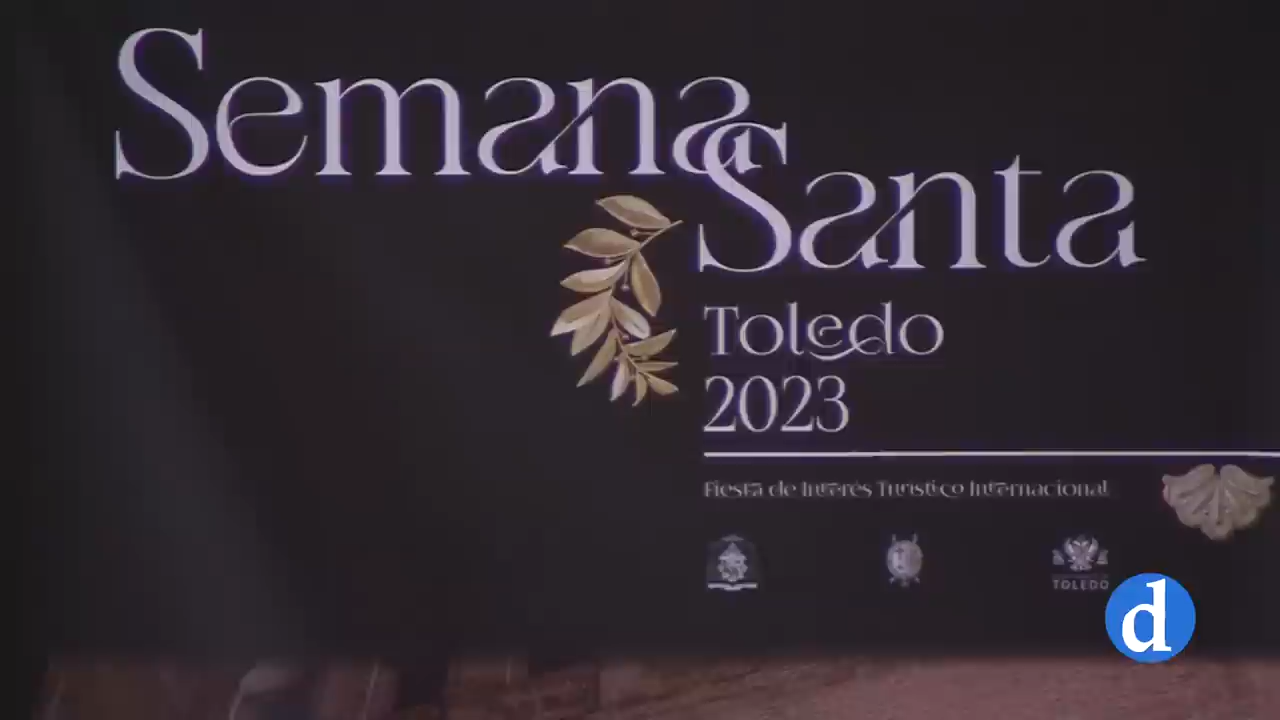 Semana
Santa
Toledo
2023
Fiesta de Interés Turístico Internacional
TOLEDO
d